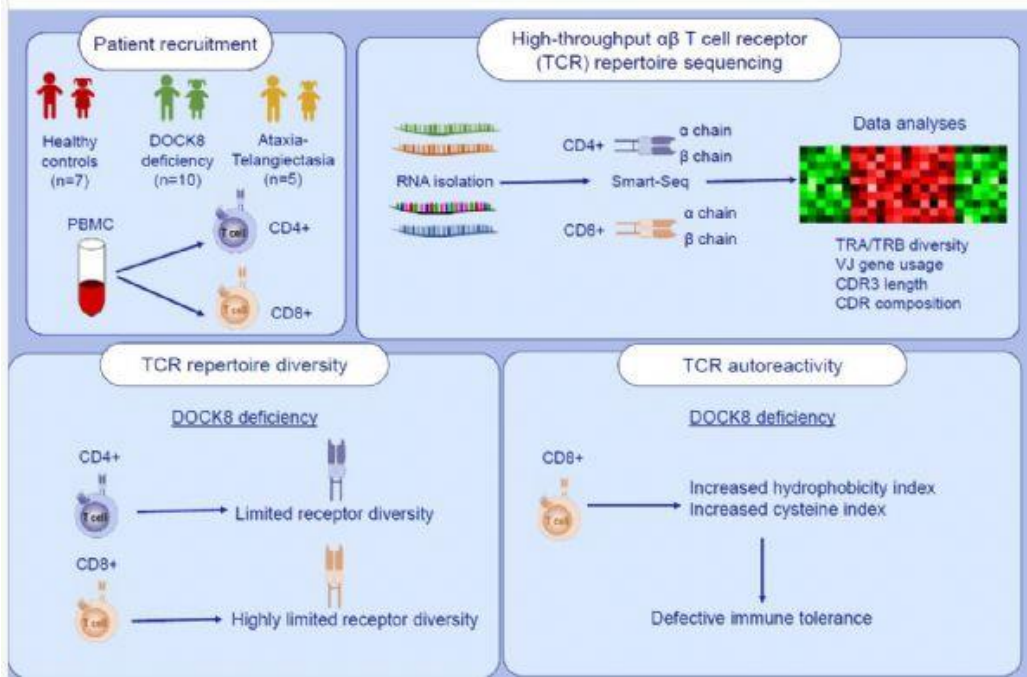 Patient recruitment
Healthy controls (n=7)
DOCK8 deficiency (n=10)
Ataxia-Telangiectasia (n=5)
PBMC
T cell
CD4+
T cell
CD8+
High-throughput αβ T cell receptor
(TCR) repertoire sequencing
RNA isolation
CD4+
α chain
β chain
Smart-Seq
CD8+
α chain
β chain
Data analyses
TRA/TRB diversity
VJ gene usage
CDR3 length
CDR composition
TCR repertoire diversity
DOCK8 deficiency
CD4+
T cell
Limited receptor diversity
CD8+
T cell
Highly limited receptor diversity
TCR autoreactivity
DOCK8 deficiency
CD8+
T cell
Increased hydrophobicity index
Increased cysteine index
Defective immune tolerance